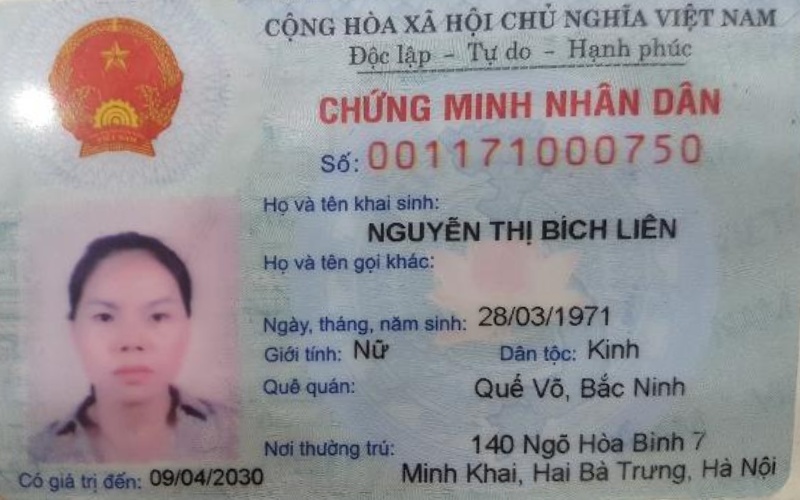 CỘNG HÒA XÃ HỘI CHỦ NGHĨA VIỆT NAM
Độc lập - Tự do - Hạnh phúc
CHỨNG MINH NHÂN DÂN
Số: 001171000750
Họ và tên khai sinh:
NGUYỄN THỊ BÍCH LIÊN
Họ và tên gọi khác:
Ngày, tháng, năm sinh: 28/03/1971
Giới tính: Nữ Dân tộc: Kinh
Quê quán: Quế Võ, Bắc Ninh
Nơi thường trú: 140 Ngõ Hòa Bình 7
Minh Khai, Hai Bà Trưng, Hà Nội
Có giá trị đến: 09/04/2030
VIỆT NAM